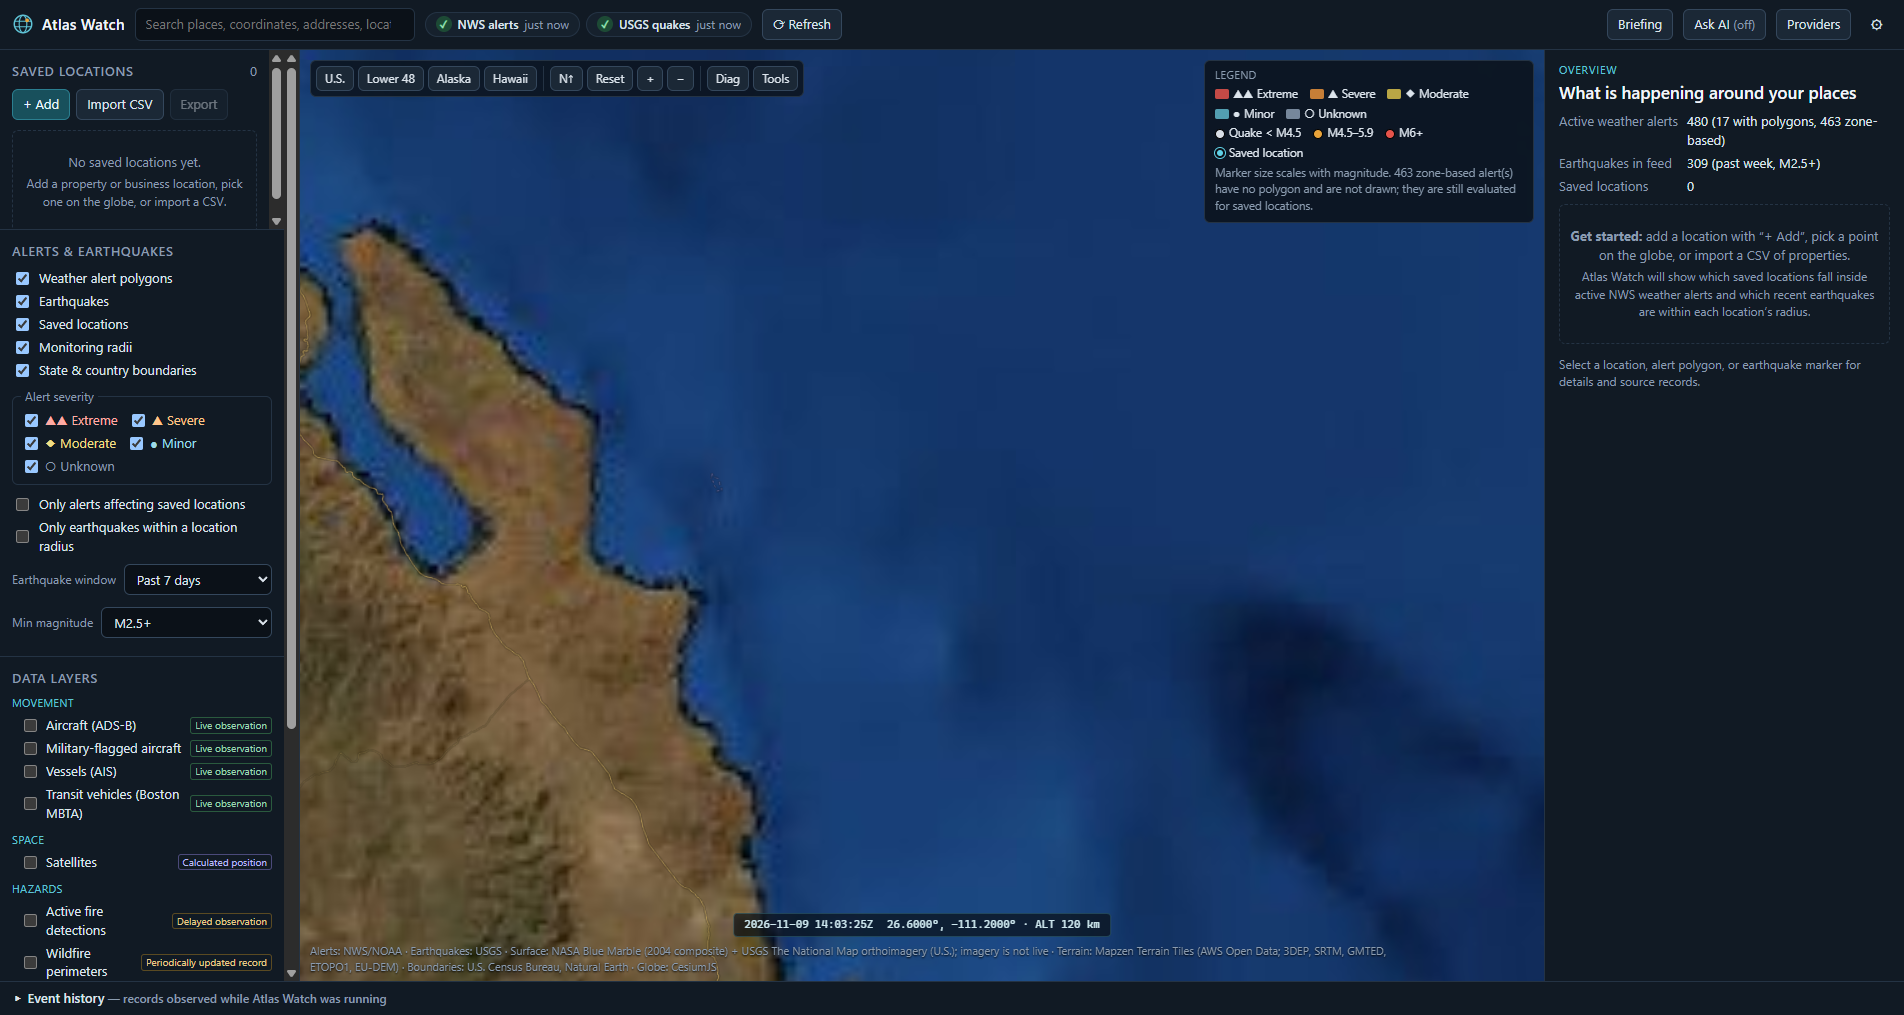 Atlas Watch
Search places, coordinates, addresses, loca
✓ NWS alerts just now
✓ USGS quakes just now
⟳ Refresh
Briefing
Ask AI (off)
Providers
SAVED LOCATIONS 0
+ Add
Import CSV
Export
No saved locations yet.
Add a property or business location, pick
one on the globe, or import a CSV.
ALERTS & EARTHQUAKES
Weather alert polygons
Earthquakes
Saved locations
Monitoring radii
State & country boundaries
Alert severity
▲▲ Extreme ▲ Severe
◆ Moderate ● Minor
○ Unknown
Only alerts affecting saved locations
Only earthquakes within a location
radius
Earthquake window Past 7 days
Min magnitude M2.5+
DATA LAYERS
MOVEMENT
Aircraft (ADS-B) Live observation
Military-flagged aircraft Live observation
Vessels (AIS) Live observation
Transit vehicles (Boston
MBTA) Live observation
SPACE
Satellites Calculated position
HAZARDS
Active fire
detections Delayed observation
Wildfire
perimeters Periodically updated record
U.S. Lower 48 Alaska Hawaii N↑ Reset + − Diag Tools
LEGEND
▲▲ Extreme ▲ Severe ◆ Moderate
● Minor ○ Unknown
Quake < M4.5 M4.5–5.9 M6+
Saved location
Marker size scales with magnitude. 463 zone-based alert(s)
have no polygon and are not drawn; they are still evaluated
for saved locations.
2026-11-09 14:03:25Z 26.6000°, -111.2000° · ALT 120 km
Alerts: NWS/NOAA · Earthquakes: USGS · Surface: NASA Blue Marble (2004 composite) + USGS The National Map orthoimagery (U.S.); imagery is not live · Terrain: Mapzen Terrain Tiles (AWS Open Data; 3DEP, SRTM, GMTED,
ETOPO1, EU-DEM) · Boundaries: U.S. Census Bureau, Natural Earth · Globe: CesiumJS
OVERVIEW
What is happening around your places
Active weather alerts 480 (17 with polygons, 463 zone-
based)
Earthquakes in feed 309 (past week, M2.5+)
Saved locations 0
Get started: add a location with “+ Add”, pick a point
on the globe, or import a CSV of properties.
Atlas Watch will show which saved locations fall inside
active NWS weather alerts and which recent earthquakes
are within each location’s radius.
Select a location, alert polygon, or earthquake marker for
details and source records.
▸ Event history — records observed while Atlas Watch was running